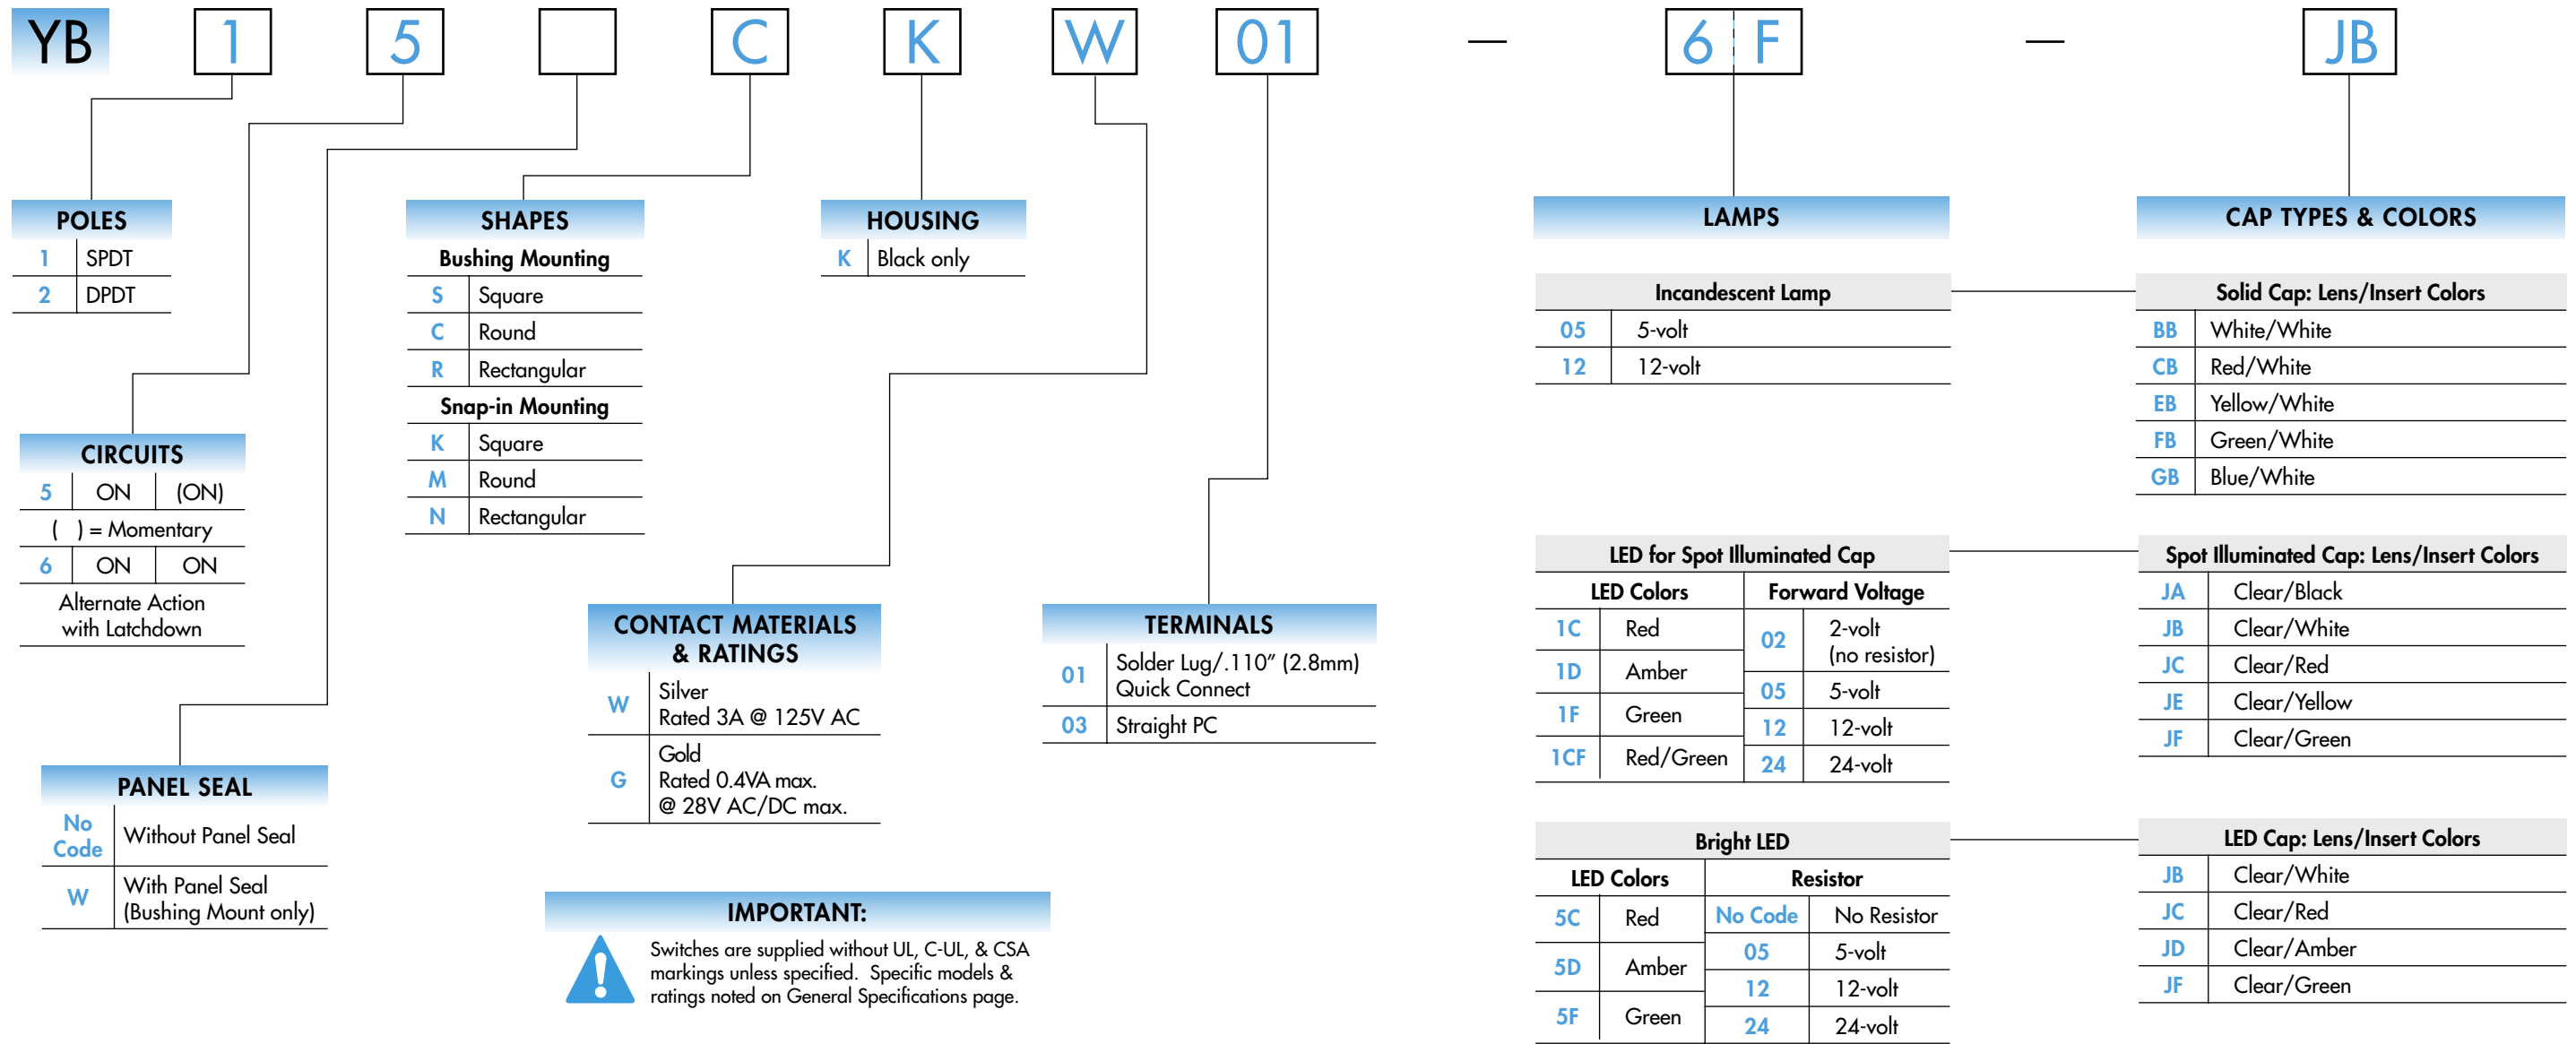 YB 1 5 C K W 01 — 6 F — JB
POLES
1 SPDT
2 DPDT
CIRCUITS
5 ON (ON)
( ) = Momentary
6 ON ON
Alternate Action
with Latchdown
PANEL SEAL
No
Code Without Panel Seal
W With Panel Seal
(Bushing Mount only)
SHAPES
Bushing Mounting
S Square
C Round
R Rectangular
Snap-in Mounting
K Square
M Round
N Rectangular
HOUSING
K Black only
CONTACT MATERIALS
& RATINGS
W Silver
Rated 3A @ 125V AC
G Gold
Rated 0.4VA max.
@ 28V AC/DC max.
TERMINALS
01 Solder Lug/.110” (2.8mm)
Quick Connect
03 Straight PC
IMPORTANT:
Switches are supplied without UL, C-UL, & CSA
markings unless specified. Specific models &
ratings noted on General Specifications page.
LAMPS
Incandescent Lamp
05 5-volt
12 12-volt
LED for Spot Illuminated Cap
LED Colors
1C Red
1D Amber
1F Green
1CF Red/Green
Forward Voltage
02 2-volt
(no resistor)
05 5-volt
12 12-volt
24 24-volt
Bright LED
LED Colors
5C Red
5D Amber
5F Green
Resistor
No Code No Resistor
05 5-volt
12 12-volt
24 24-volt
CAP TYPES & COLORS
Solid Cap: Lens/Insert Colors
BB White/White
CB Red/White
EB Yellow/White
FB Green/White
GB Blue/White
Spot Illuminated Cap: Lens/Insert Colors
JA Clear/Black
JB Clear/White
JC Clear/Red
JE Clear/Yellow
JF Clear/Green
LED Cap: Lens/Insert Colors
JB Clear/White
JC Clear/Red
JD Clear/Amber
JF Clear/Green